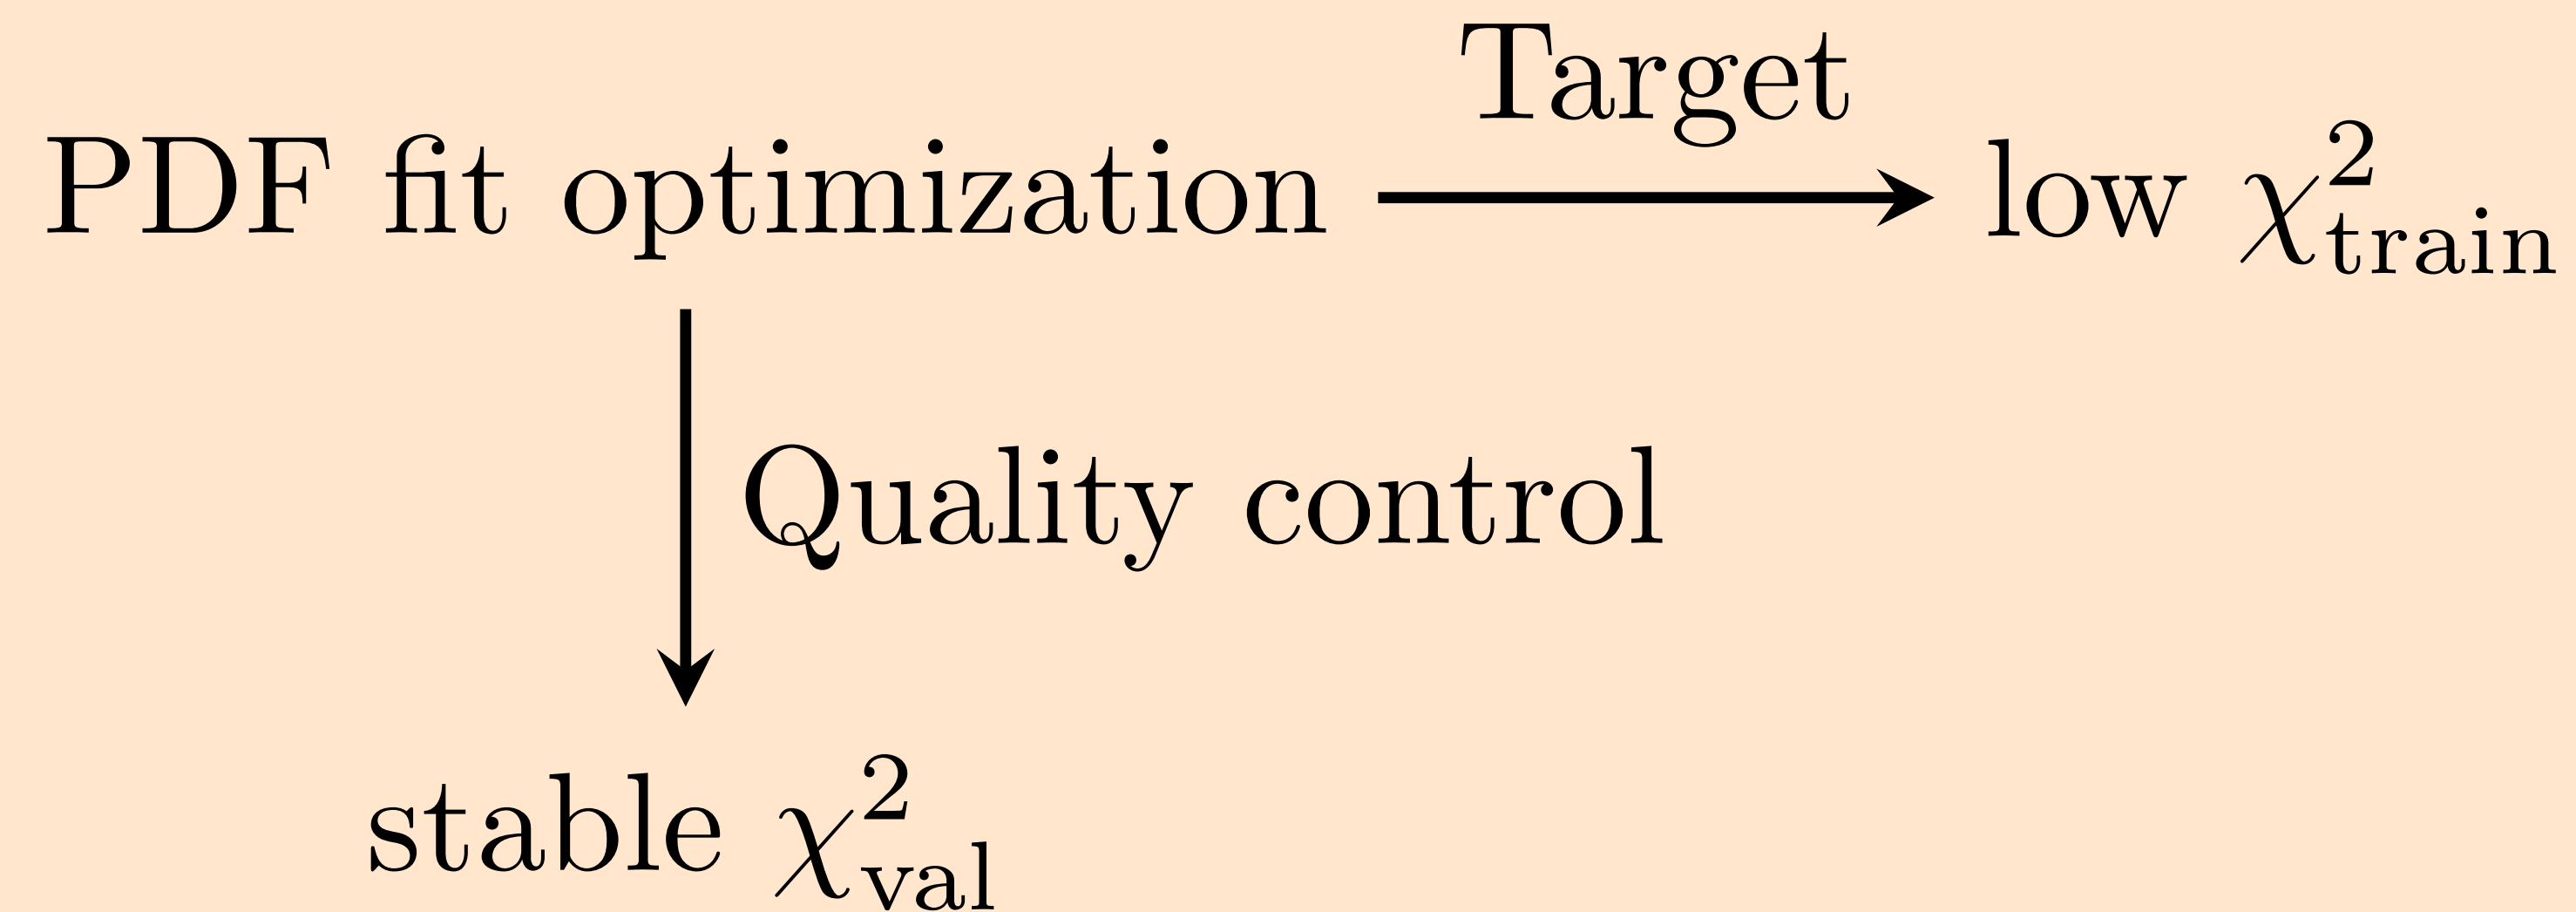 Target
PDF fit optimization
low χ²_train
Quality control
stable χ²_val